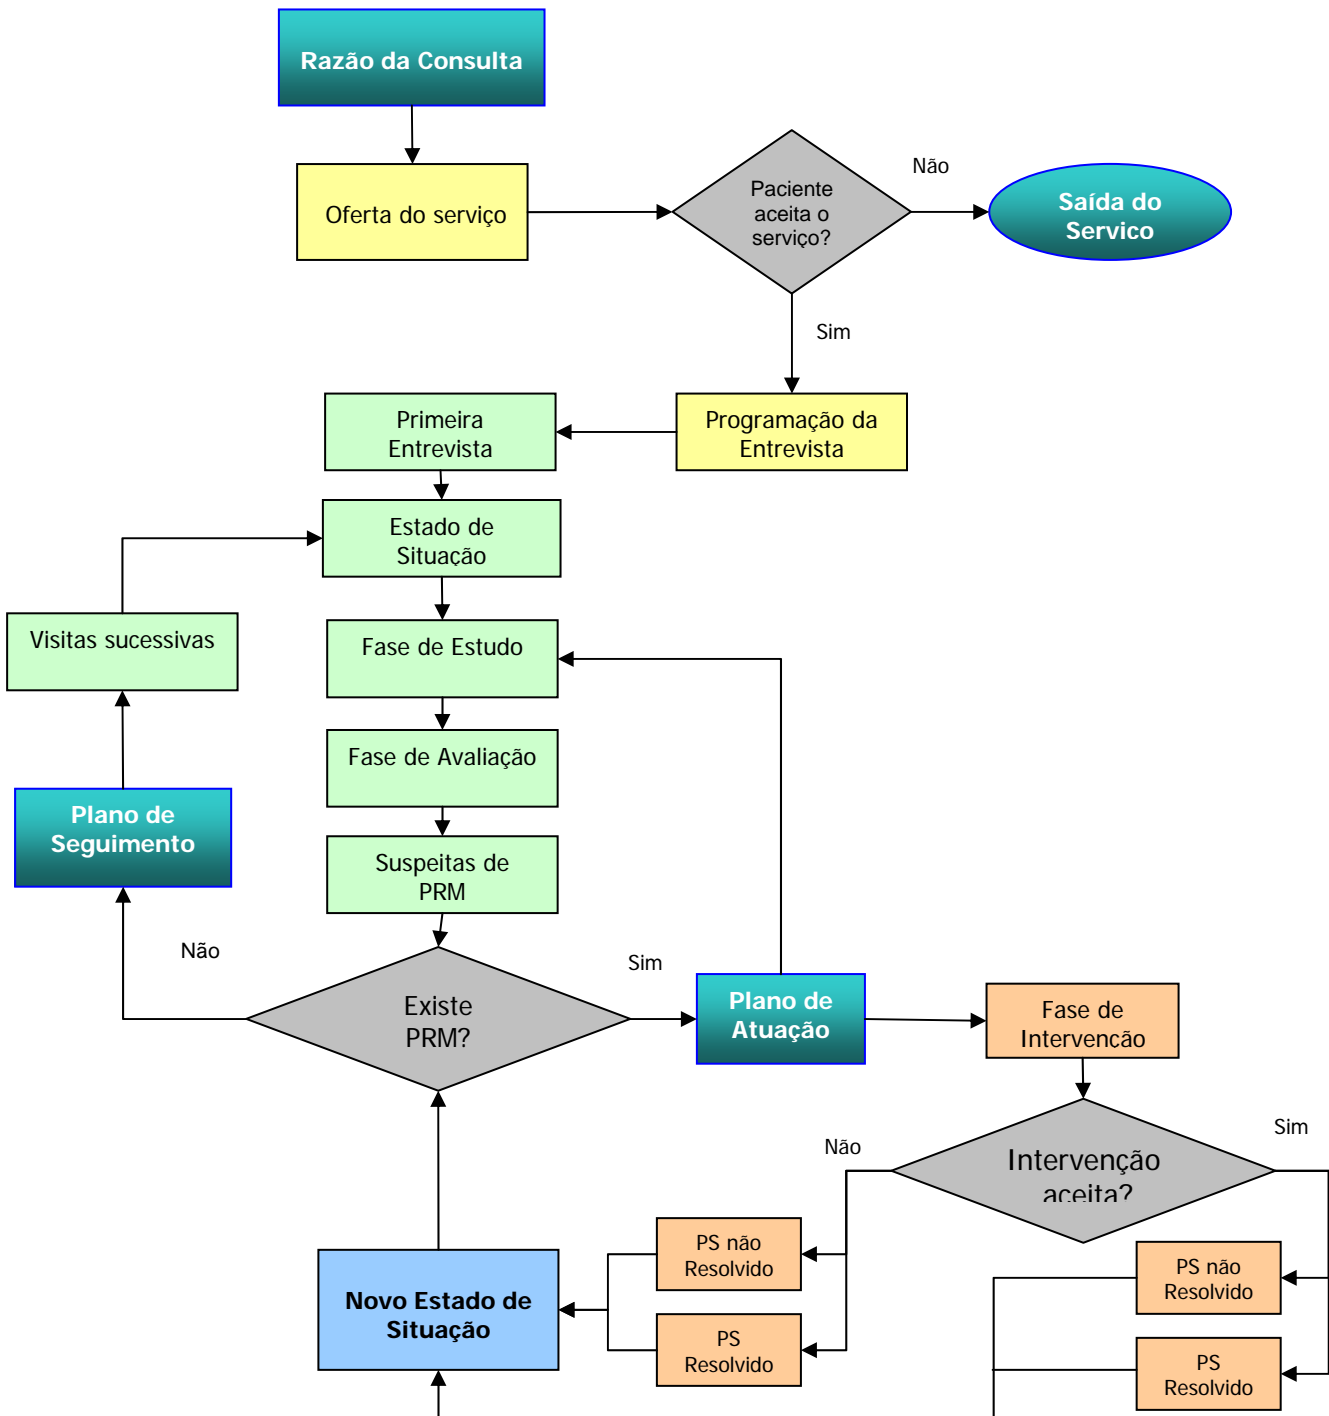 Razão da Consulta
Oferta do serviço
Paciente
aceita o
serviço?
Não
Saída do
Servico
Sim
Programação da
Entrevista
Primeira
Entrevista
Estado de
Situação
Visitas sucessivas
Fase de Estudo
Fase de Avaliação
Plano de
Seguimento
Suspeitas de
PRM
Não
Existe
PRM?
Sim
Plano de
Atuação
Fase de
Intervenção
Intervenção
aceita?
Não
Sim
PS não
Resolvido
PS
Resolvido
PS não
Resolvido
PS
Resolvido
Novo Estado de
Situação